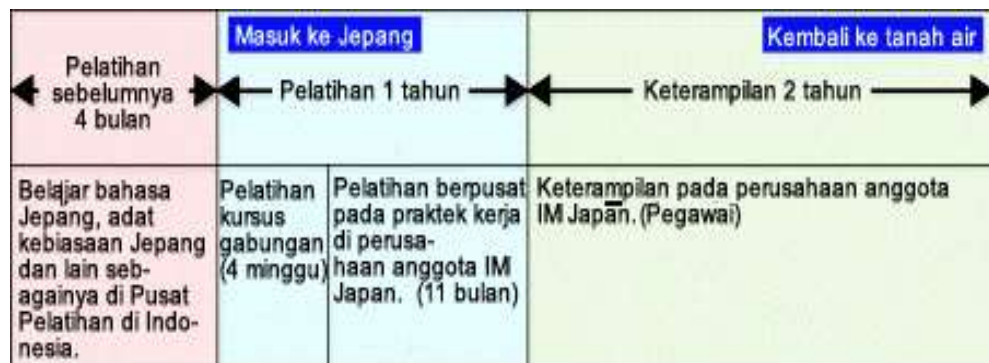 Masuk ke Jepang
Kembali ke tanah air
Pelatihan
sebelumnya
4 bulan
Pelatihan 1 tahun
Keterampilan 2 tahun
Belajar bahasa
Jepang, adat
kebiasaan Jepang
dan lain seb-
againya di Pusat
Pelatihan di Indo-
nesia.
Pelatihan
kursus
gabungan
(4 minggu)
Pelatihan berpusat
pada praktek kerja
di perusa-
haan anggota IM
Japan. (11 bulan)
Keterampilan pada perusahaan anggota
IM Japan. (Pegawai)